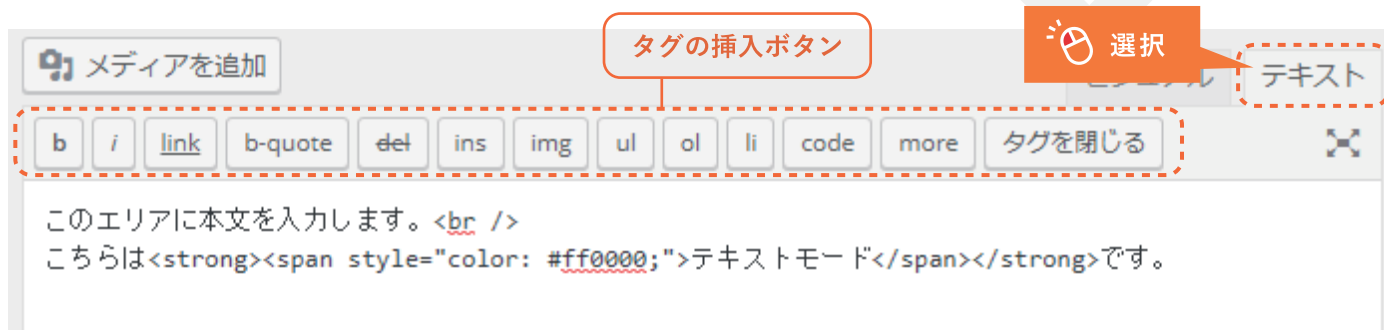 タグの挿入ボタン
選択
メディアを追加
テキスト
b i link b-quote del ins img ul ol li code more タグを閉じる
このエリアに本文を入力します。<br />
こちらは<strong><span style="color: #ff0000;">テキストモード</span></strong>です。